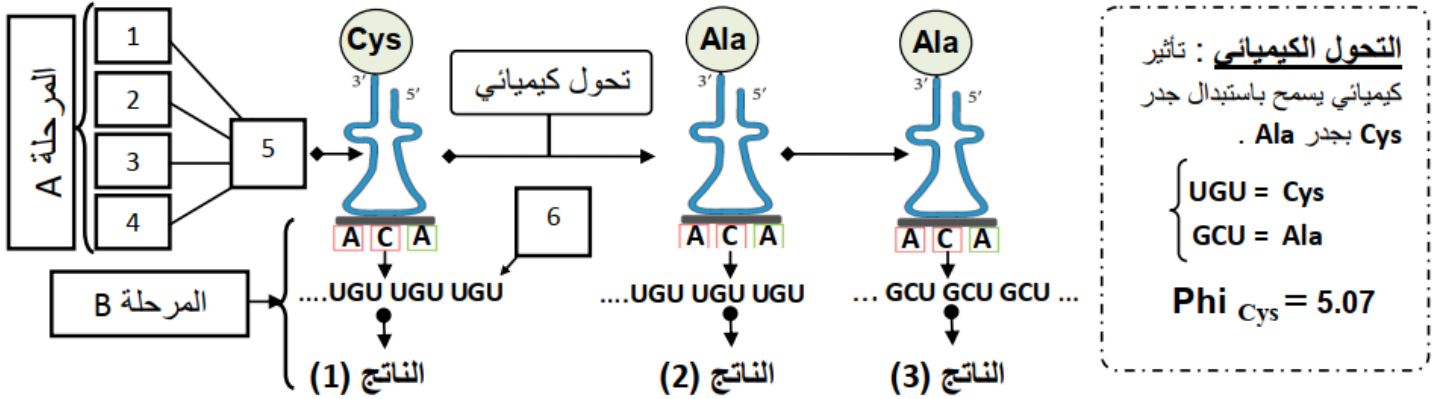 المرحلة A
1
2
3
4
5
Cys
3′
5′
A C A
تحول كيميائي
Ala
3′
5′
A C A
Ala
3′
5′
A C A
6
المرحلة B
....UGU UGU UGU
....UGU UGU UGU
... GCU GCU GCU ...
الناتج (1)
الناتج (2)
الناتج (3)
التحول الكيميائي : تأثير
كيميائي يسمح باستبدال جدر
Cys بجدر Ala .
UGU = Cys
GCU = Ala
Phi Cys = 5.07